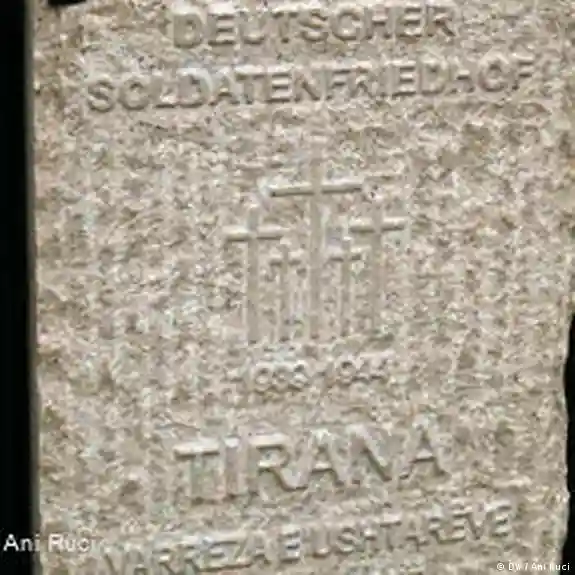 DEUTSCHER
SOLDATENFRIEDHOF
1939-1944
TIRANA
VARREZA E USHTARËVE
Ani Ruci
© DW / Ani Ruci